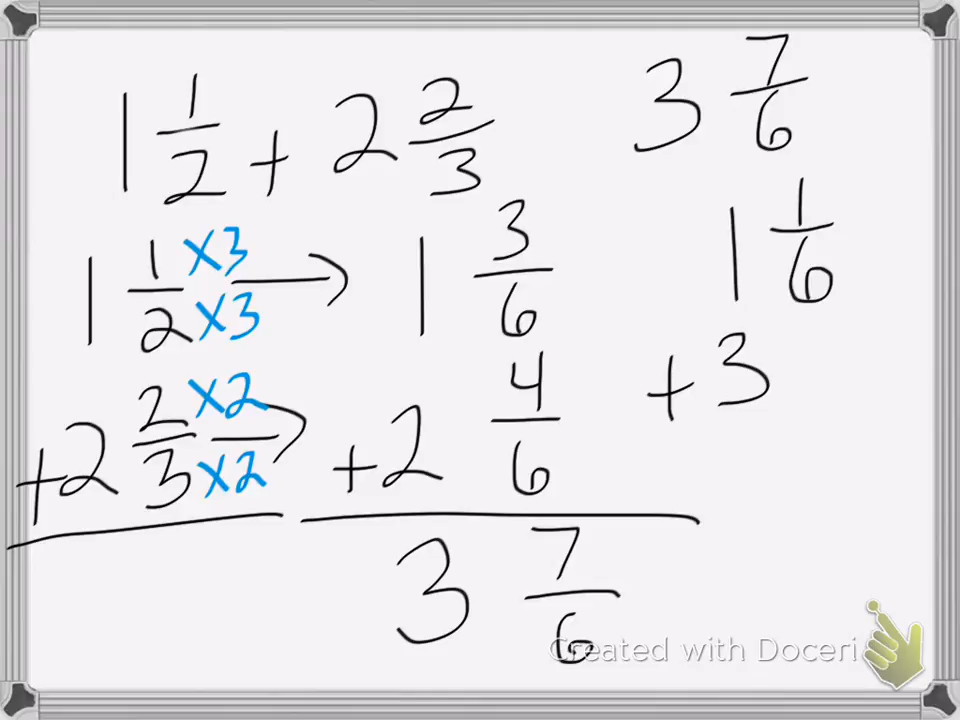 1 1/2 + 2 2/3
1 1/2 ×3 ×3 → 1 3/6
+2 2/3 ×2 ×2 → +2 4/6
3 7/6
3 7/6
1 1/6
+3
Created with Doceri